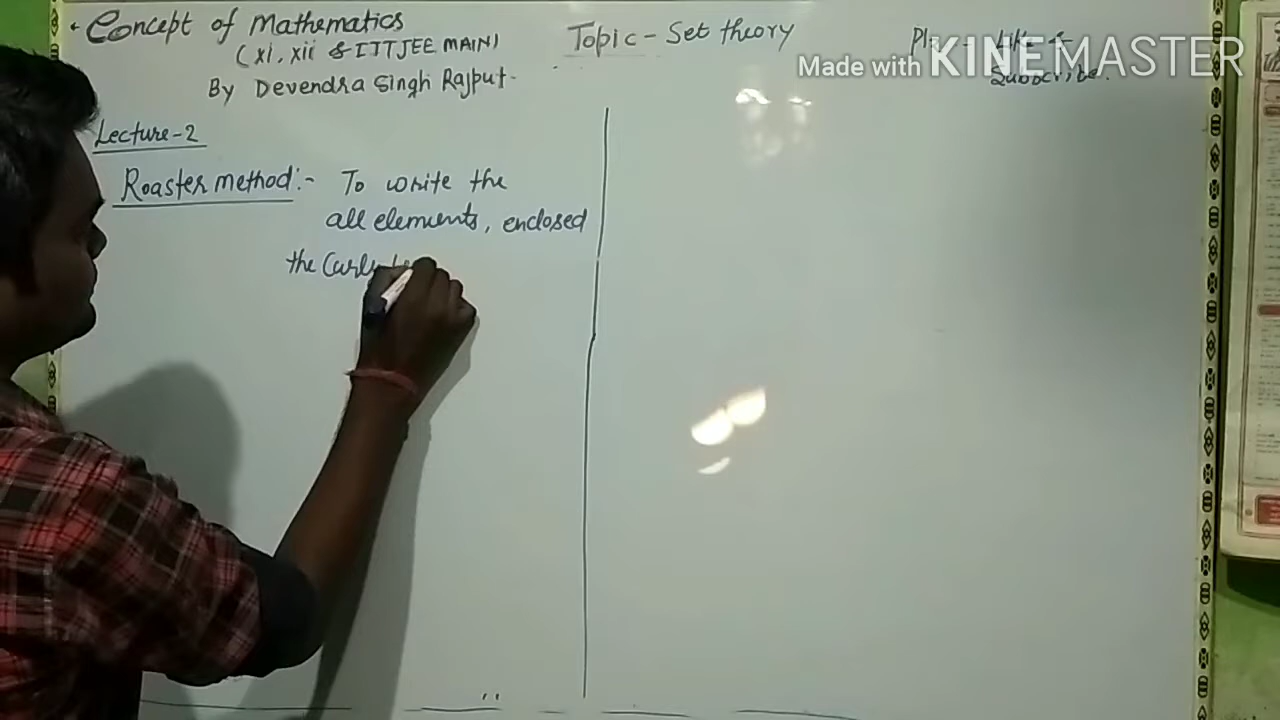 Concept of Mathematics
(XI, XII & IITJEE MAIN)
By Devendra Singh Rajput-
Topic - Set theory
Made with KINEMASTER
Subscribe.
Lecture-2
Roaster method:- To write the
all elements, enclosed
the Curly